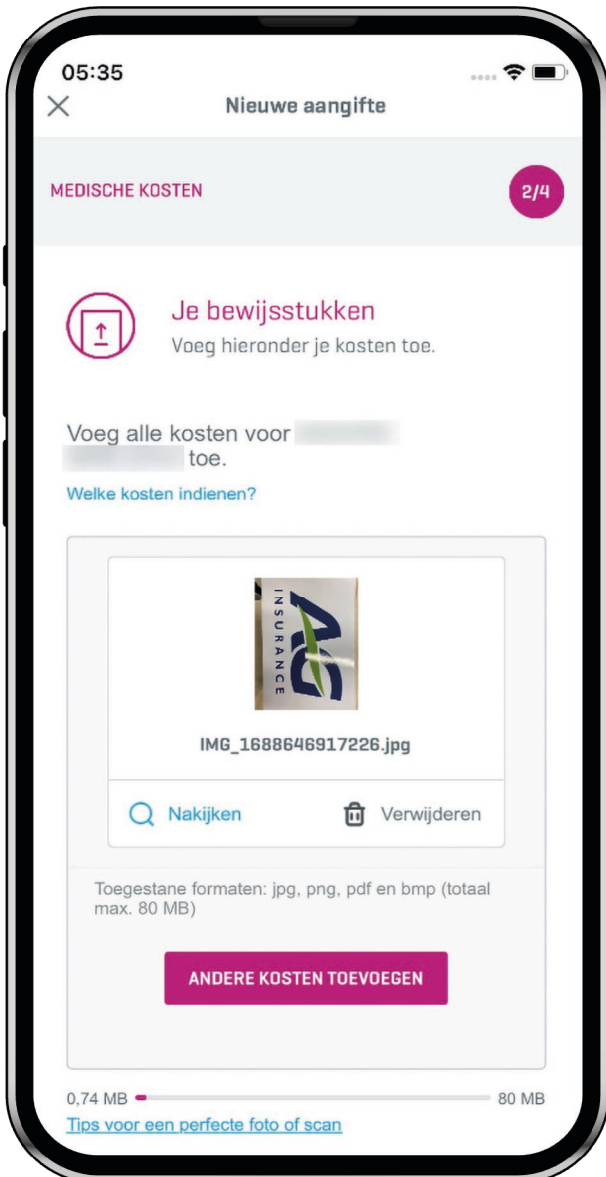 05:35
Nieuwe aangifte
MEDISCHE KOSTEN
2/4
Je bewijsstukken
Voeg hieronder je kosten toe.
Voeg alle kosten voor
toe.
Welke kosten indienen?
AG
INSURANCE
IMG_1688646917226.jpg
Nakijken
Verwijderen
Toegestane formaten: jpg, png, pdf en bmp (totaal
max. 80 MB)
ANDERE KOSTEN TOEVOEGEN
0,74 MB
80 MB
Tips voor een perfecte foto of scan